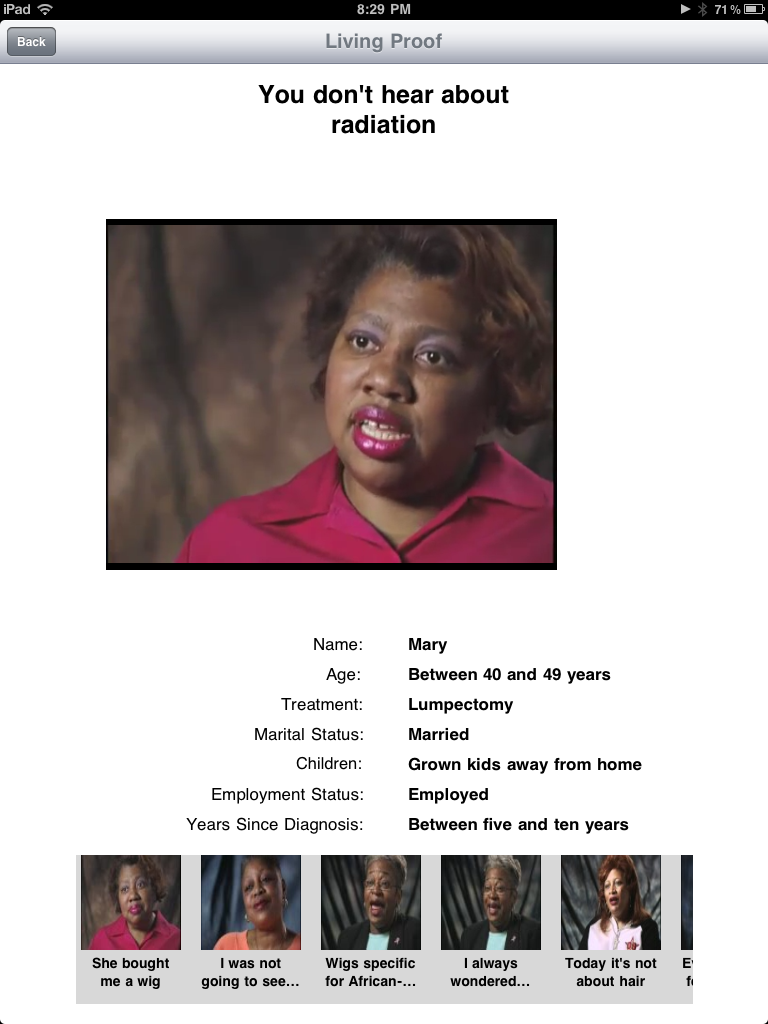 iPad 8:29 PM 71%
Back Living Proof
You don't hear about
radiation
Name: Mary
Age: Between 40 and 49 years
Treatment: Lumpectomy
Marital Status: Married
Children: Grown kids away from home
Employment Status: Employed
Years Since Diagnosis: Between five and ten years
She bought
me a wig
I was not
going to see...
Wigs specific
for African-...
I always
wondered...
Today it's not
about hair